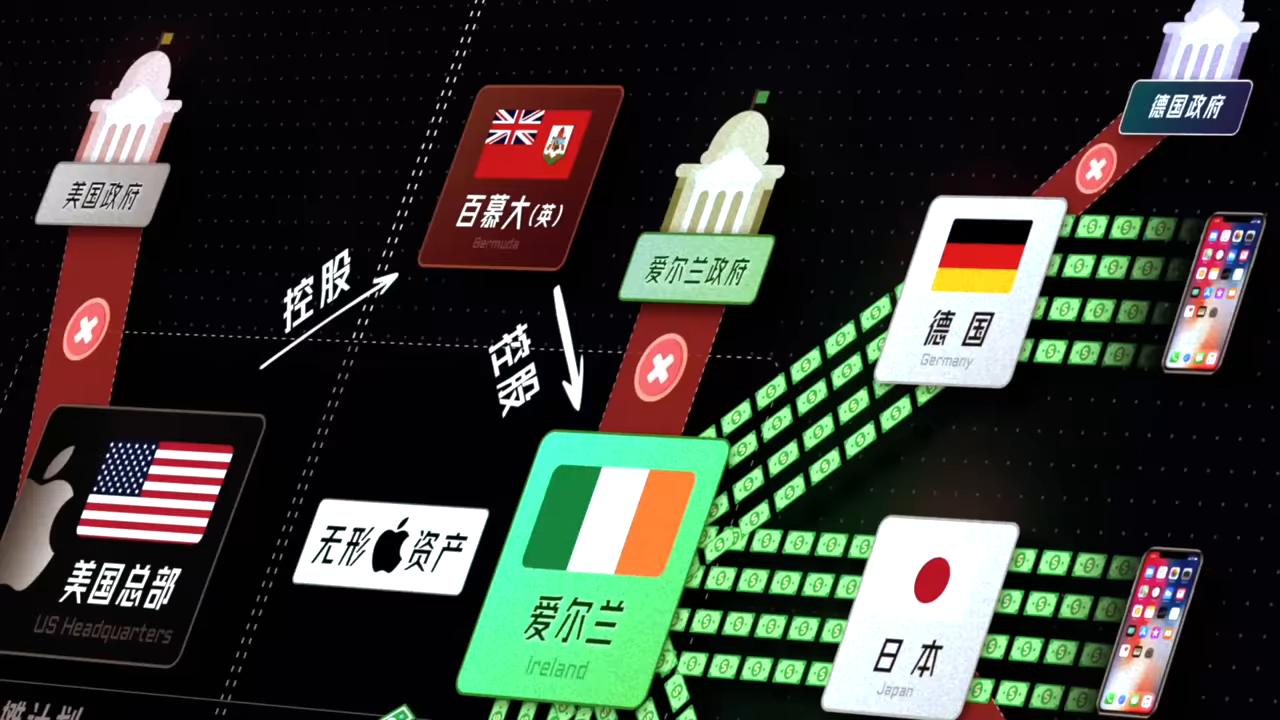 德国政府
美国政府
百慕大(英)
Bermuda
爱尔兰政府
控股
控股
德国
Germany
无形
资产
美国总部
US Headquarters
爱尔兰
Ireland
日本
Japan